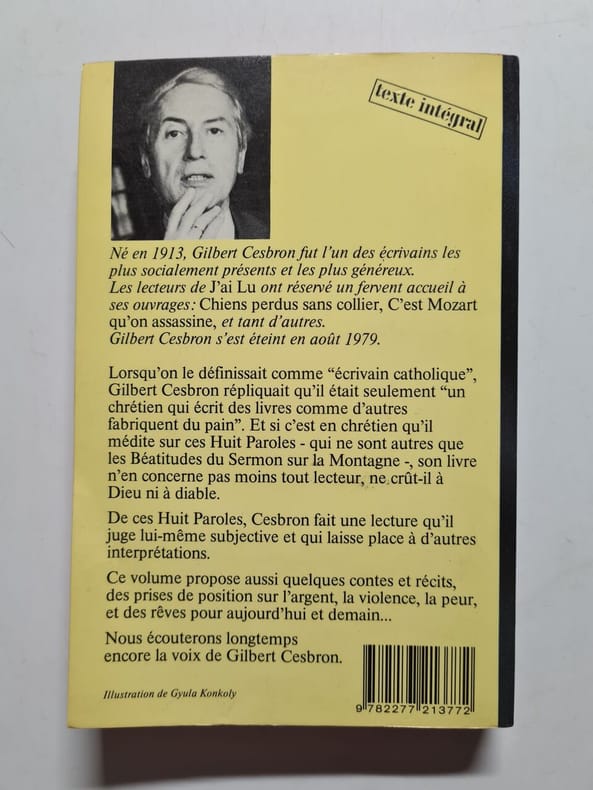 texte intégral
Né en 1913, Gilbert Cesbron fut l'un des écrivains les
plus socialement présents et les plus généreux.
Les lecteurs de J'ai Lu ont réservé un fervent accueil à
ses ouvrages: Chiens perdus sans collier, C'est Mozart
qu'on assassine, et tant d'autres.
Gilbert Cesbron s'est éteint en août 1979.
Lorsqu'on le définissait comme "écrivain catholique",
Gilbert Cesbron répliquait qu'il était seulement "un
chrétien qui écrit des livres comme d'autres
fabriquent du pain". Et si c'est en chrétien qu'il
médite sur ces Huit Paroles - qui ne sont autres que
les Béatitudes du Sermon sur la Montagne -, son livre
n'en concerne pas moins tout lecteur, ne crût-il à
Dieu ni à diable.
De ces Huit Paroles, Cesbron fait une lecture qu'il
juge lui-même subjective et qui laisse place à d'autres
interprétations.
Ce volume propose aussi quelques contes et récits,
des prises de position sur l'argent, la violence, la peur,
et des rêves pour aujourd'hui et demain...
Nous écouterons longtemps
encore la voix de Gilbert Cesbron.
Illustration de Gyula Konkoly
9 782277 213772